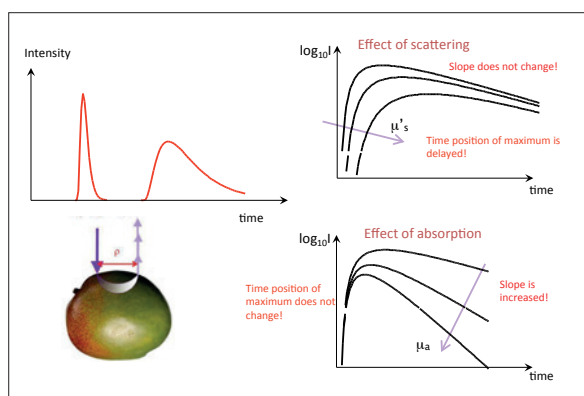 Intensity
time
ρ
Effect of scattering
log₁₀I
Slope does not change!
μ's
Time position of maximum is
delayed!
time
Effect of absorption
log₁₀I
Time position of
maximum does not
change!
Slope is
increased!
μa
time